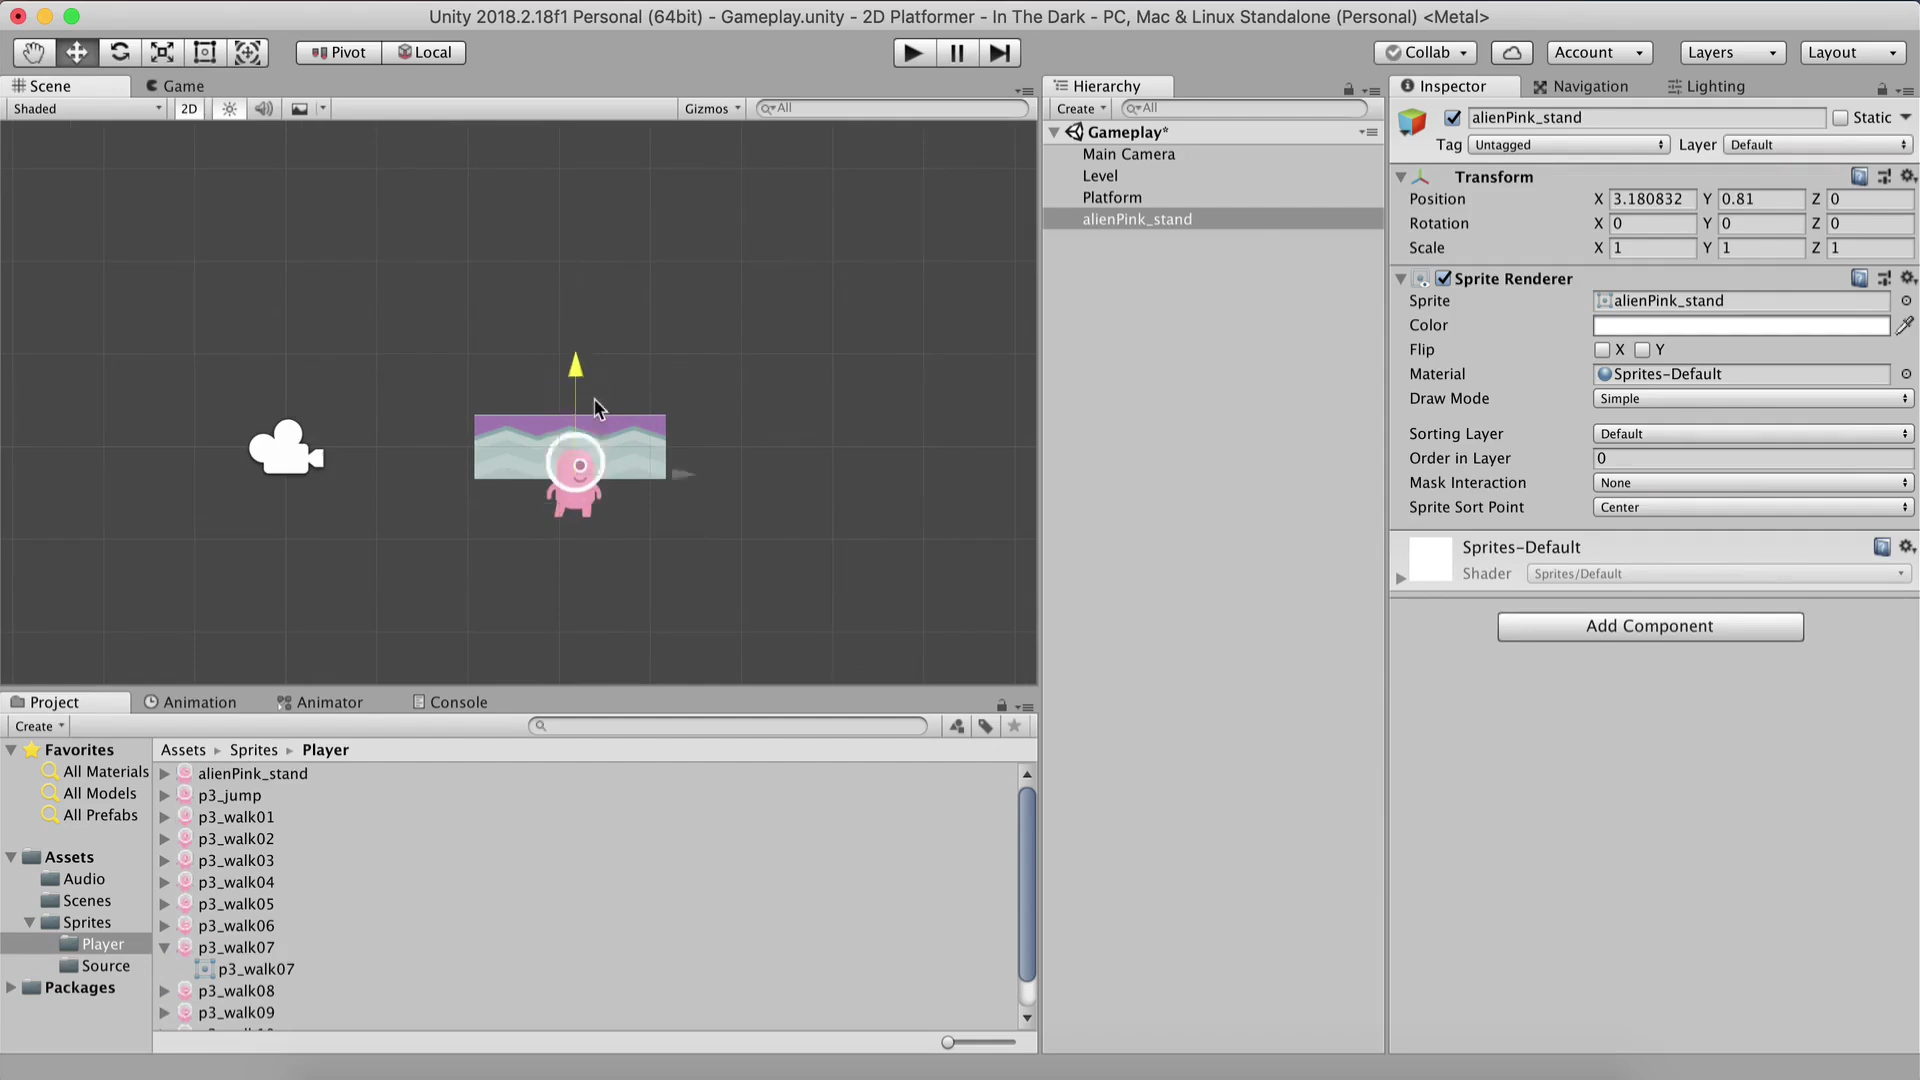 Unity 2018.2.18f1 Personal (64bit) - Gameplay.unity - 2D Platformer - In The Dark - PC, Mac & Linux Standalone (Personal) <Metal>
Pivot Local Collab Account Layers Layout
Scene Game
Shaded 2D Gizmos All
Hierarchy
Create All
Gameplay*
Main Camera
Level
Platform
alienPink_stand
Inspector Navigation Lighting
alienPink_stand Static
Tag Untagged Layer Default
Transform
Position X 3.180832 Y 0.81 Z 0
Rotation X 0 Y 0 Z 0
Scale X 1 Y 1 Z 1
Sprite Renderer
Sprite alienPink_stand
Color
Flip X Y
Material Sprites-Default
Draw Mode Simple
Sorting Layer Default
Order in Layer 0
Mask Interaction None
Sprite Sort Point Center
Sprites-Default
Shader Sprites/Default
Add Component
Project Animation Animator Console
Create
Favorites
All Materials
All Models
All Prefabs
Assets
Audio
Scenes
Sprites
Player
Source
Packages
Assets Sprites Player
alienPink_stand
p3_jump
p3_walk01
p3_walk02
p3_walk03
p3_walk04
p3_walk05
p3_walk06
p3_walk07
p3_walk07
p3_walk08
p3_walk09